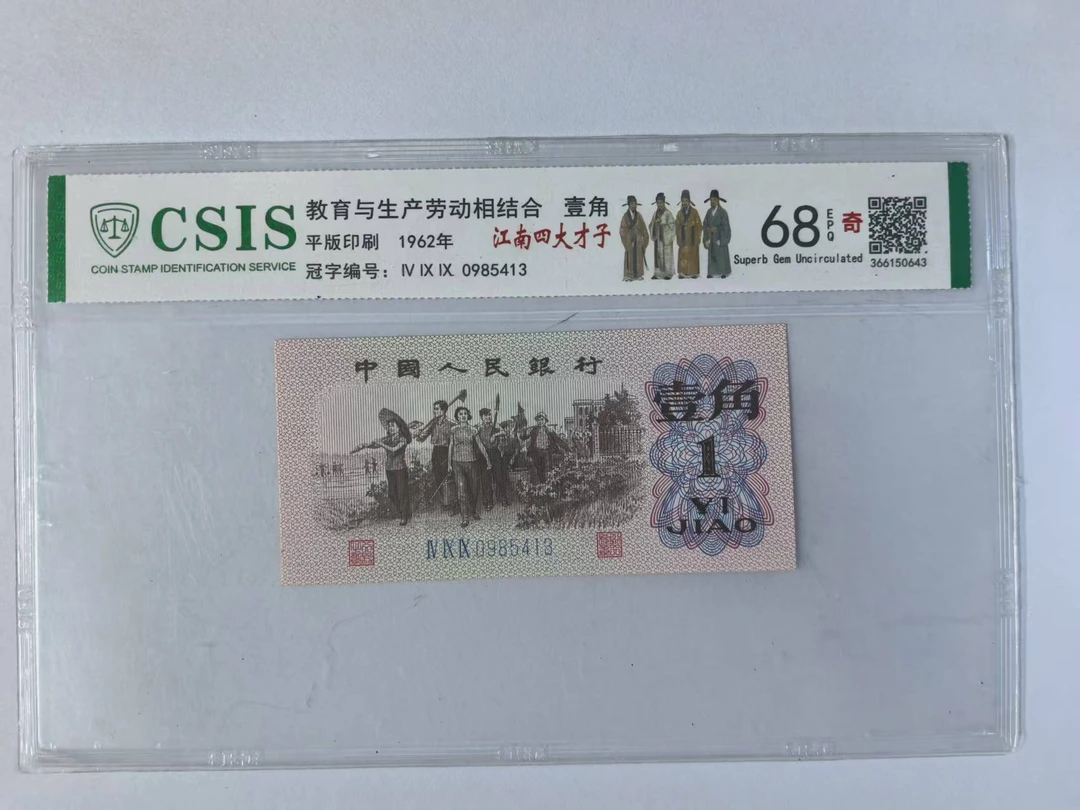 CSIS
COIN STAMP IDENTIFICATION SERVICE
教育与生产劳动相结合 壹角
平版印刷 1962年 江南四大才子
冠字编号: Ⅳ Ⅸ Ⅸ 0985413
68 EPQ 奇
Superb Gem Uncirculated
366150643
中國人民銀行
壹角
1
YI
JIAO
ⅣⅨⅨ 0985413